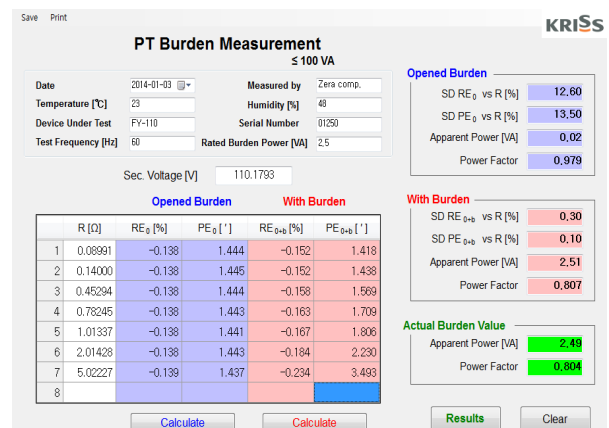 Save Print
KRISS
PT Burden Measurement
≤ 100 VA
Date 2014-01-03 Measured by Zera comp.
Temperature [℃] 23 Humidity [%] 48
Device Under Test FY-110 Serial Number 01250
Test Frequency [Hz] 60 Rated Burden Power [VA] 2,5
Sec. Voltage [V] 110.1793
Opened Burden With Burden
R [Ω] RE0 [%] PE0 [ ' ] RE0+b [%] PE0+b [ ' ]
1 0.08991 -0.138 1.444 -0.152 1.418
2 0.14000 -0.138 1.445 -0.152 1.438
3 0.45294 -0.138 1.444 -0.158 1.569
4 0.78245 -0.138 1.443 -0.163 1.709
5 1.01337 -0.138 1.441 -0.167 1.806
6 2.01428 -0.138 1.443 -0.184 2.230
7 5.02227 -0.139 1.437 -0.234 3.493
8
Calculate Calculate
Opened Burden
SD RE0 vs R [%] 12,60
SD PE0 vs R [%] 13,50
Apparent Power [VA] 0,02
Power Factor 0,979
With Burden
SD RE0+b vs R [%] 0,30
SD PE0+b vs R [%] 0,10
Apparent Power [VA] 2,51
Power Factor 0,807
Actual Burden Value
Apparent Power [VA] 2,49
Power Factor 0,804
Results Clear